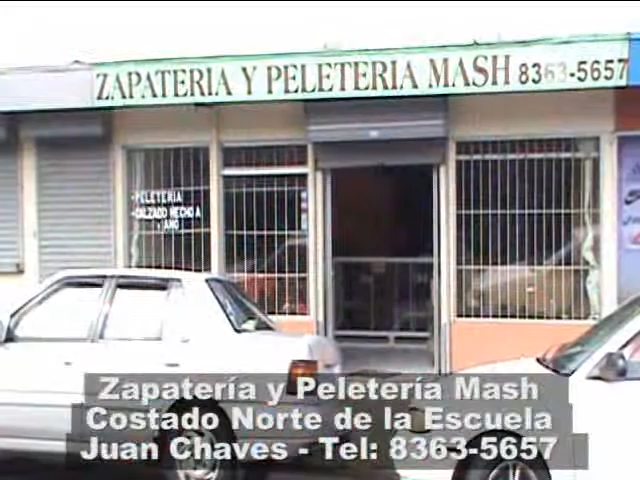 ZAPATERIA Y PELETERIA MASH 8363-5657
-PELETERIA
-CALZADO HECHO A
Zapatería y Peletería Mash
Costado Norte de la Escuela
Juan Chaves - Tel: 8363-5657